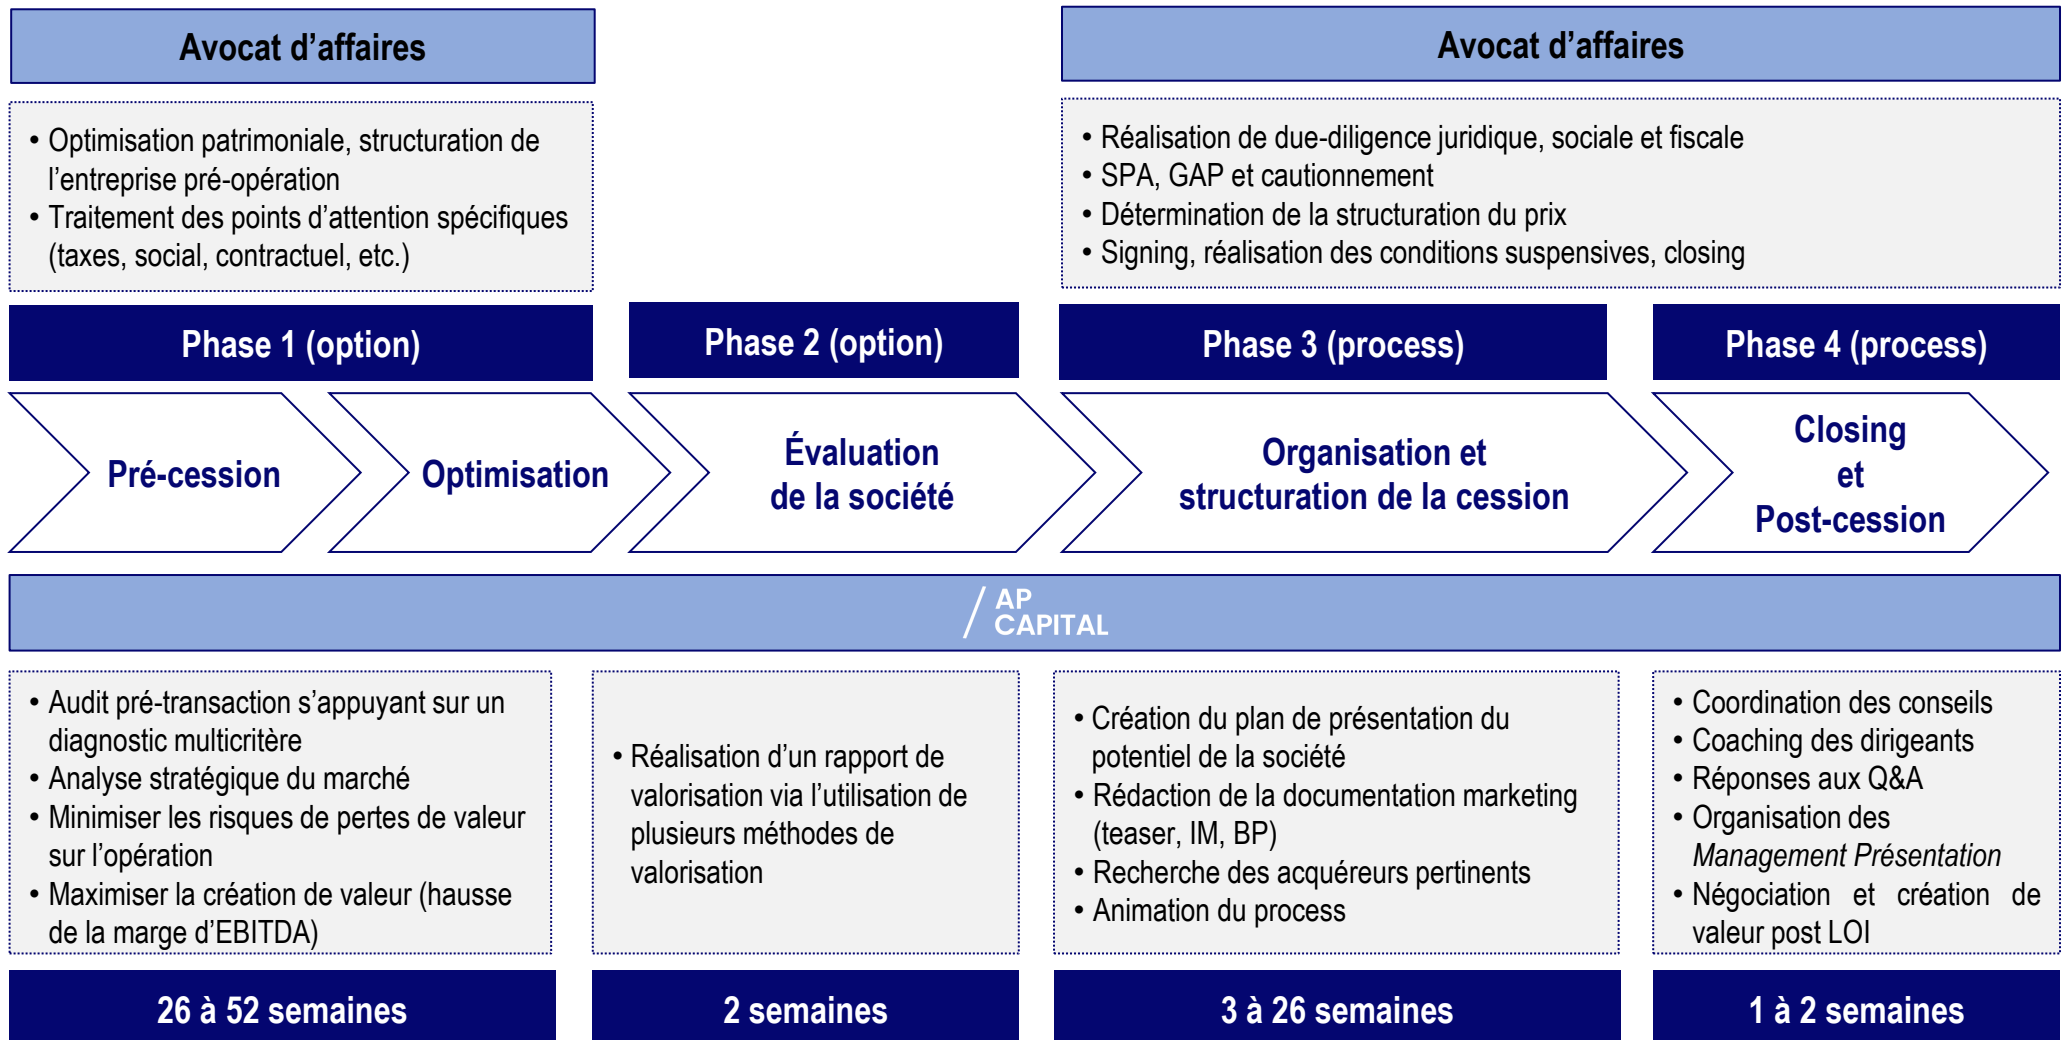 Avocat d’affaires
Avocat d’affaires
• Optimisation patrimoniale, structuration de
l’entreprise pré-opération
• Traitement des points d’attention spécifiques
(taxes, social, contractuel, etc.)
• Réalisation de due-diligence juridique, sociale et fiscale
• SPA, GAP et cautionnement
• Détermination de la structuration du prix
• Signing, réalisation des conditions suspensives, closing
Phase 1 (option)
Phase 2 (option)
Phase 3 (process)
Phase 4 (process)
Pré-cession
Optimisation
Évaluation
de la société
Organisation et
structuration de la cession
Closing
et
Post-cession
AP
CAPITAL
• Audit pré-transaction s’appuyant sur un
diagnostic multicritère
• Analyse stratégique du marché
• Minimiser les risques de pertes de valeur
sur l’opération
• Maximiser la création de valeur (hausse
de la marge d’EBITDA)
• Réalisation d’un rapport de
valorisation via l’utilisation de
plusieurs méthodes de
valorisation
• Création du plan de présentation du
potentiel de la société
• Rédaction de la documentation marketing
(teaser, IM, BP)
• Recherche des acquéreurs pertinents
• Animation du process
• Coordination des conseils
• Coaching des dirigeants
• Réponses aux Q&A
• Organisation des
Management Présentation
• Négociation et création de
valeur post LOI
26 à 52 semaines
2 semaines
3 à 26 semaines
1 à 2 semaines